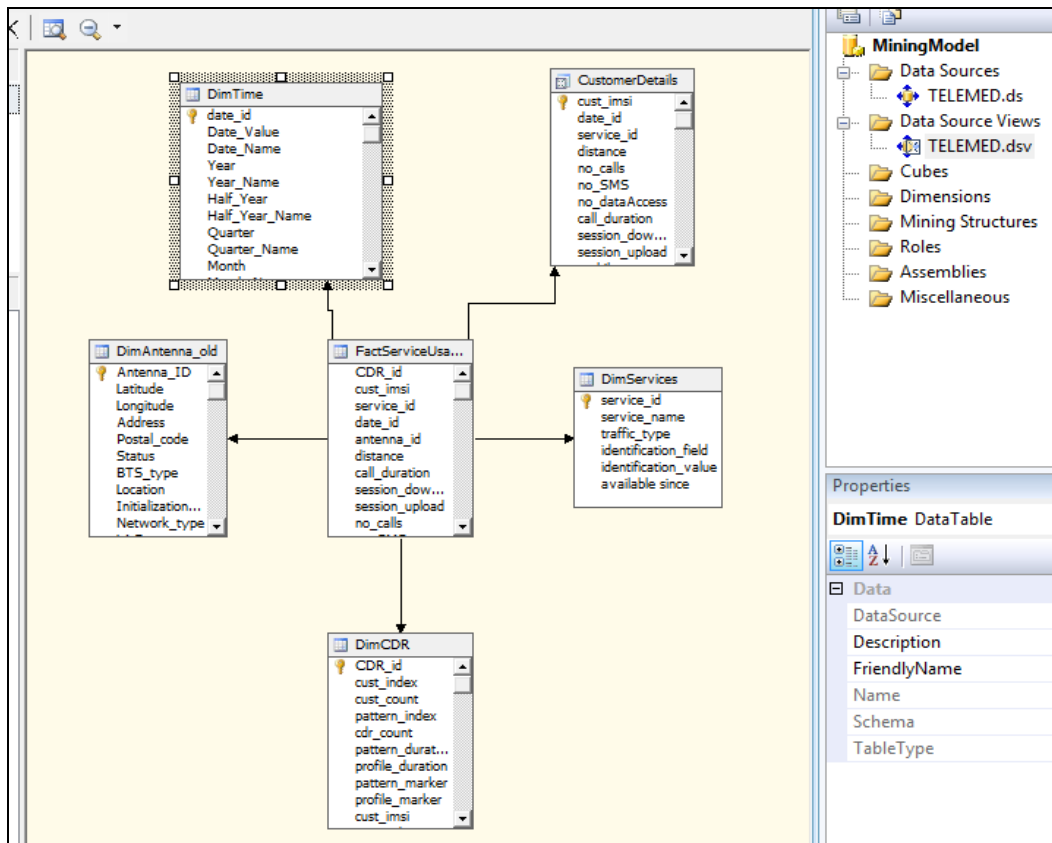 DimTime
date_id
Date_Value
Date_Name
Year
Year_Name
Half_Year
Half_Year_Name
Quarter
Quarter_Name
Month
CustomerDetails
cust_imsi
date_id
service_id
distance
no_calls
no_SMS
no_dataAccess
call_duration
session_dow...
session_upload
DimAntenna_old
Antenna_ID
Latitude
Longitude
Address
Postal_code
Status
BTS_type
Location
Initialization...
Network_type
FactServiceUsa...
CDR_id
cust_imsi
service_id
date_id
antenna_id
distance
call_duration
session_dow...
session_upload
no_calls
DimServices
service_id
service_name
traffic_type
identification_field
identification_value
available since
DimCDR
CDR_id
cust_index
cust_count
pattern_index
cdr_count
pattern_durat...
profile_duration
pattern_marker
profile_marker
cust_imsi
MiningModel
Data Sources
TELEMED.ds
Data Source Views
TELEMED.dsv
Cubes
Dimensions
Mining Structures
Roles
Assemblies
Miscellaneous
Properties
DimTime DataTable
Data
DataSource
Description
FriendlyName
Name
Schema
TableType